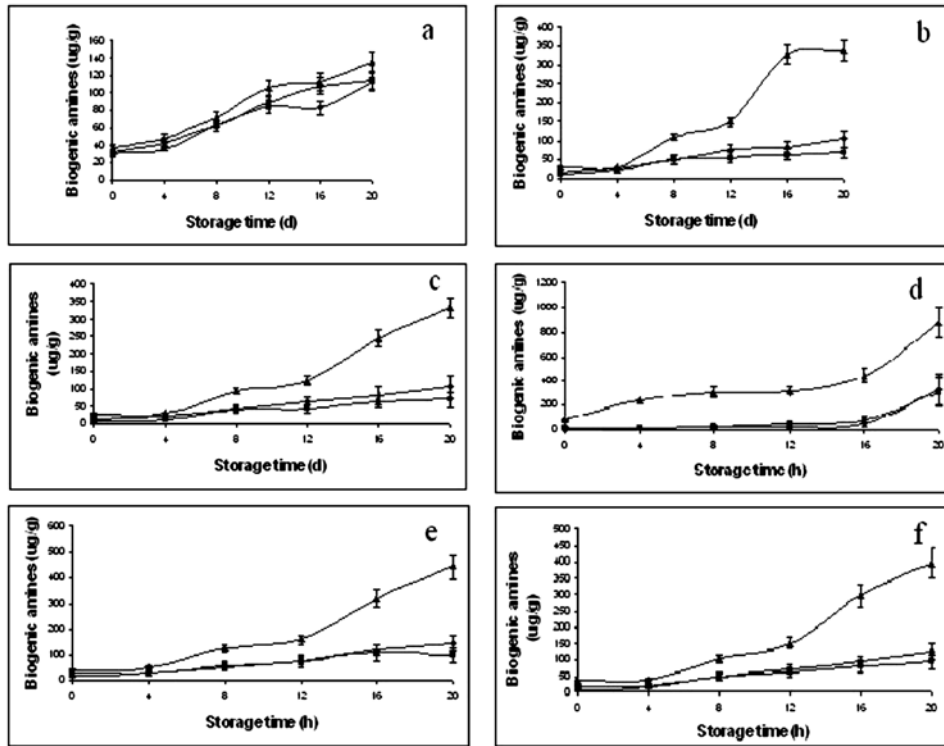 a
Biogenic amines (ug/g)
160
140
120
100
80
60
40
20
0
0 4 8 12 16 20
Storage time (d)
b
Biogenic amines (ug/g)
400
350
300
250
200
150
100
50
0
0 4 8 12 16 20
Storage time (d)
c
Biogenic amines
(ug/g)
400
350
300
250
200
150
100
50
0
0 4 8 12 16 20
Storage time (d)
d
Biogenic amines (ug/g)
1200
1000
800
600
400
200
0
0 4 8 12 16 20
Storage time (h)
e
Biogenic amines (ug/g)
600
500
400
300
200
100
0
0 4 8 12 16 20
Storage time (h)
f
Biogenic amines
(ug/g)
500
450
400
350
300
250
200
150
100
50
0
0 4 8 12 16 20
Storage time (h)